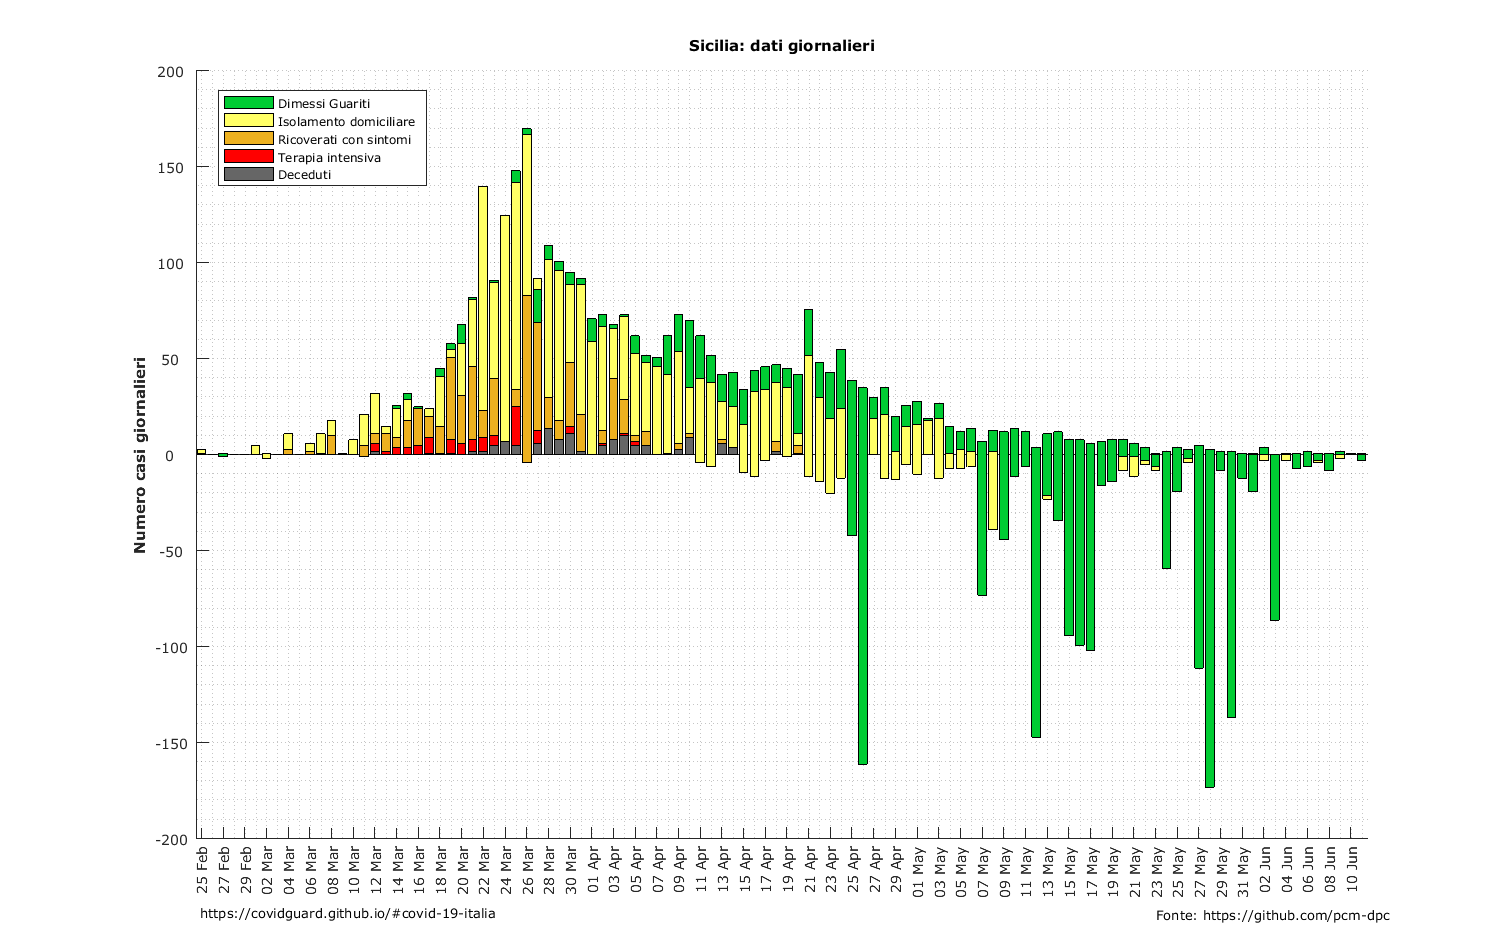 Sicilia: dati giornalieri
200
150
100
50
0
-50
-100
-150
-200
Numero casi giornalieri
Dimessi Guariti
Isolamento domiciliare
Ricoverati con sintomi
Terapia intensiva
Deceduti
25 Feb
27 Feb
29 Feb
02 Mar
04 Mar
06 Mar
08 Mar
10 Mar
12 Mar
14 Mar
16 Mar
18 Mar
20 Mar
22 Mar
24 Mar
26 Mar
28 Mar
30 Mar
01 Apr
03 Apr
05 Apr
07 Apr
09 Apr
11 Apr
13 Apr
15 Apr
17 Apr
19 Apr
21 Apr
23 Apr
25 Apr
27 Apr
29 Apr
01 May
03 May
05 May
07 May
09 May
11 May
13 May
15 May
17 May
19 May
21 May
23 May
25 May
27 May
29 May
31 May
02 Jun
04 Jun
06 Jun
08 Jun
10 Jun
https://covidguard.github.io/#covid-19-italia
Fonte: https://github.com/pcm-dpc